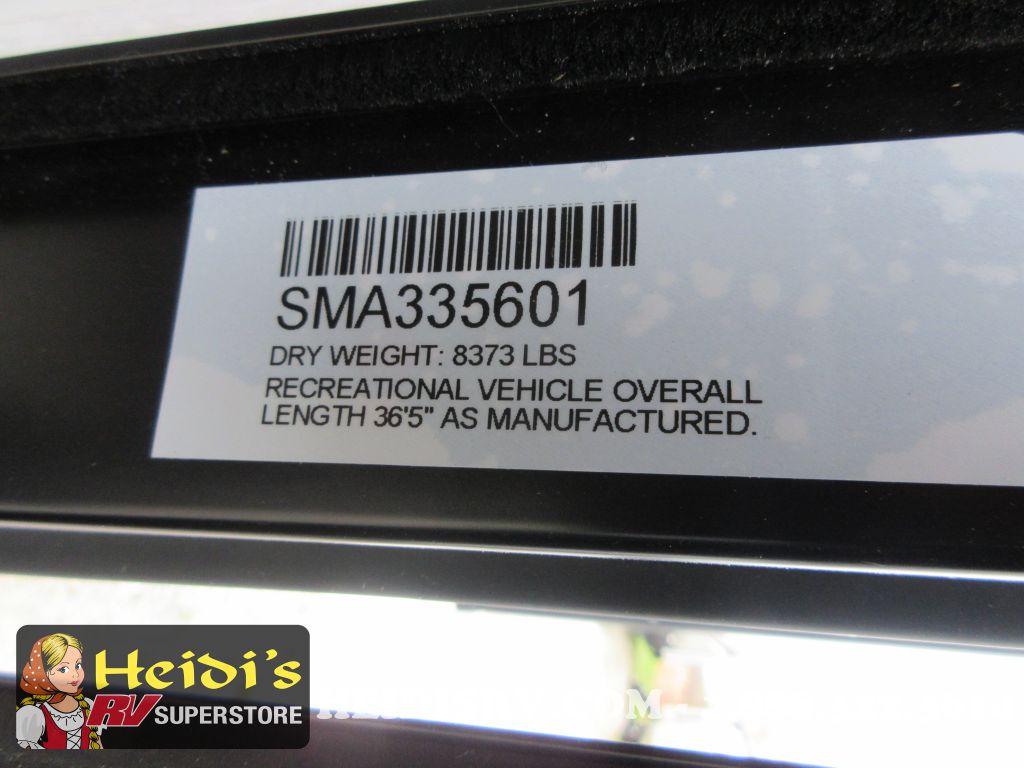 SMA335601
DRY WEIGHT: 8373 LBS
RECREATIONAL VEHICLE OVERALL
LENGTH 36'5" AS MANUFACTURED.
Heidi's
RV SUPERSTORE